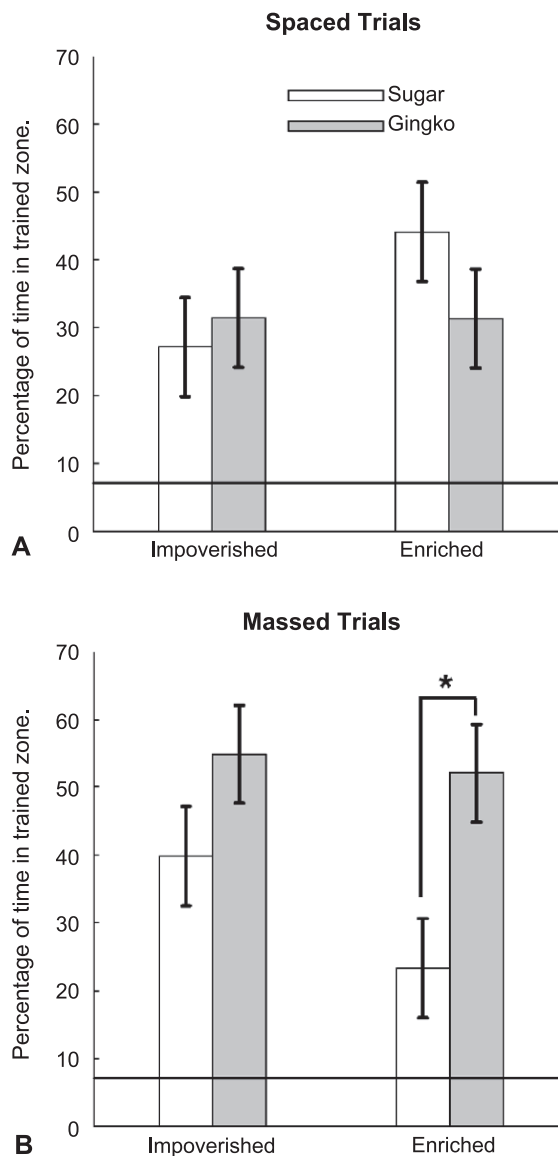 Spaced Trials
70
60
50
40
30
20
10
0
Percentage of time in trained zone.
Sugar
Gingko
Impoverished
Enriched
A
Massed Trials
70
60
50
40
30
20
10
0
Percentage of time in trained zone.
*
Impoverished
Enriched
B